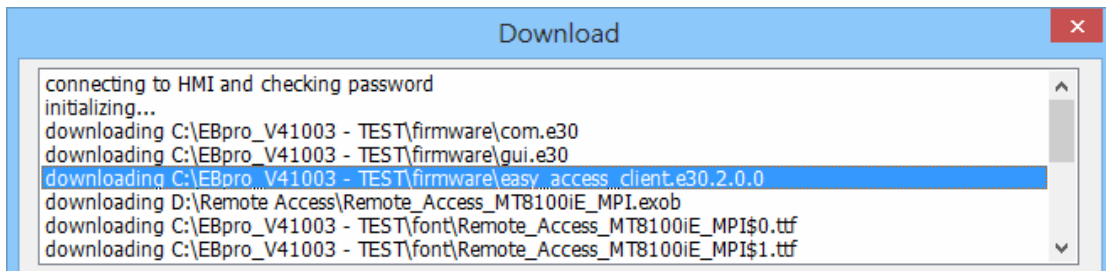 Download
connecting to HMI and checking password
initializing...
downloading C:\EBpro_V41003 - TEST\firmware\com.e30
downloading C:\EBpro_V41003 - TEST\firmware\gui.e30
downloading C:\EBpro_V41003 - TEST\firmware\easy_access_client.e30.2.0.0
downloading D:\Remote Access\Remote_Access_MT8100iE_MPI.exob
downloading C:\EBpro_V41003 - TEST\font\Remote_Access_MT8100iE_MPI$0.ttf
downloading C:\EBpro_V41003 - TEST\font\Remote_Access_MT8100iE_MPI$1.ttf